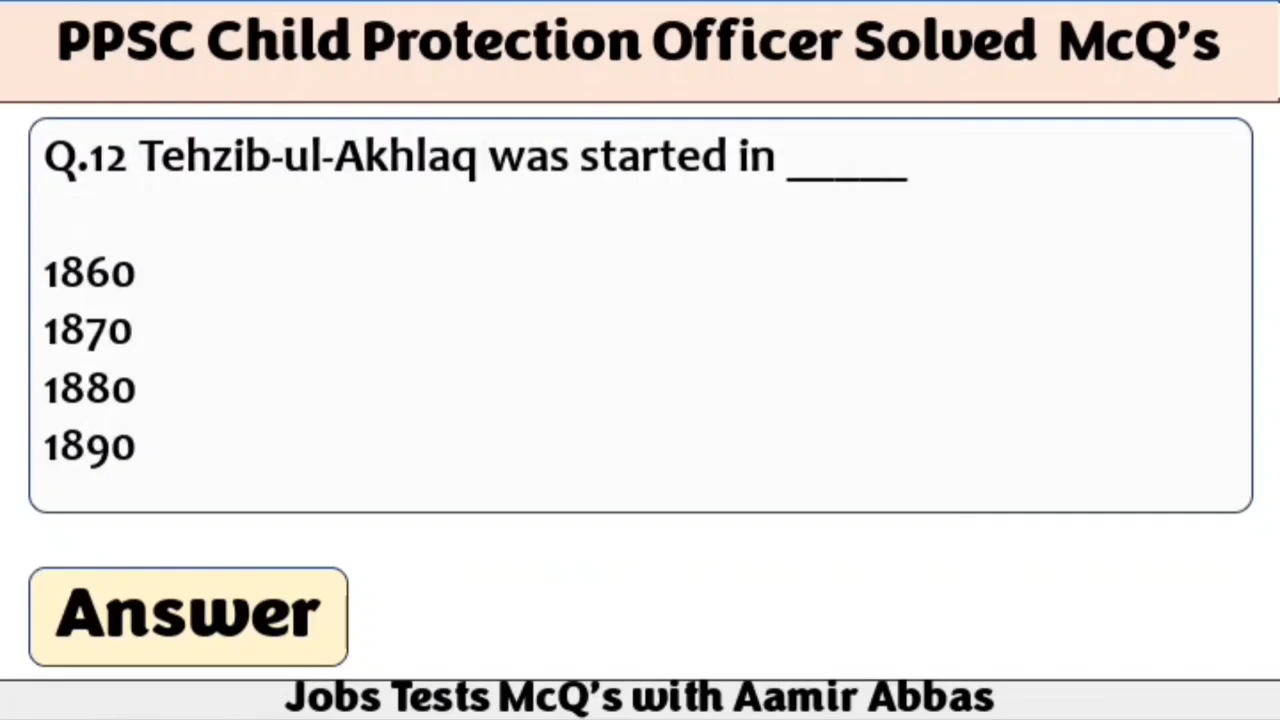 PPSC Child Protection Officer Solved McQ's
Q.12 Tehzib-ul-Akhlaq was started in _____
1860
1870
1880
1890
Answer
Jobs Tests McQ's with Aamir Abbas